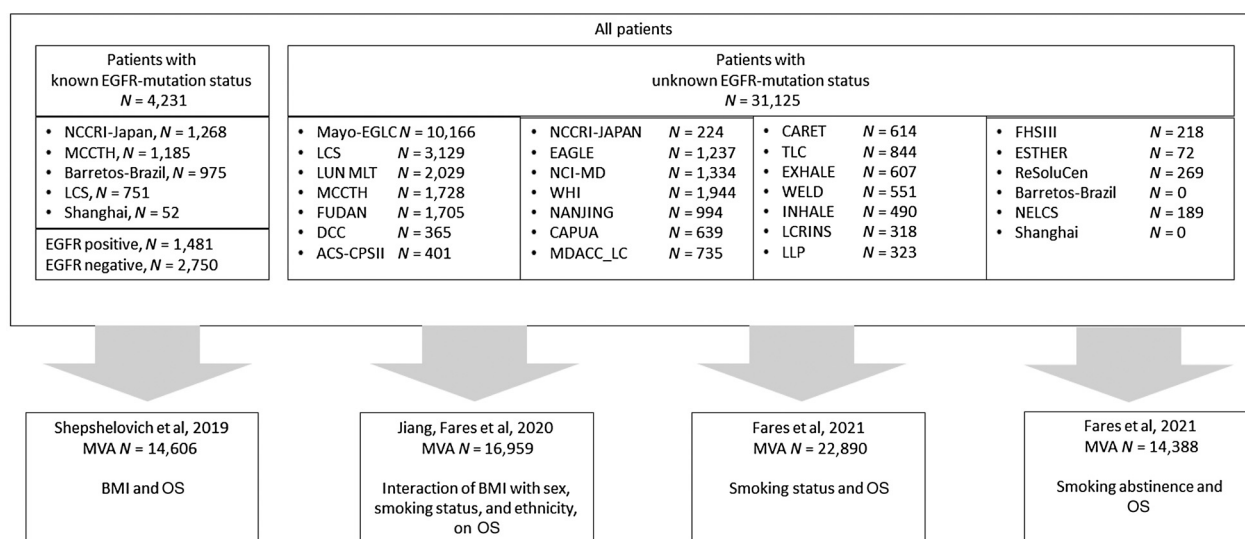 All patients
Patients with
known EGFR-mutation status
N = 4,231
• NCCRI-Japan, N = 1,268
• MCCTH, N = 1,185
• Barretos-Brazil, N = 975
• LCS, N = 751
• Shanghai, N = 52
EGFR positive, N = 1,481
EGFR negative, N = 2,750
Patients with
unknown EGFR-mutation status
N = 31,125
• Mayo-EGLC N = 10,166
• LCS N = 3,129
• LUN MLT N = 2,029
• MCCTH N = 1,728
• FUDAN N = 1,705
• DCC N = 365
• ACS-CPSII N = 401
• NCCRI-JAPAN N = 224
• EAGLE N = 1,237
• NCI-MD N = 1,334
• WHI N = 1,944
• NANJING N = 994
• CAPUA N = 639
• MDACC_LC N = 735
• CARET N = 614
• TLC N = 844
• EXHALE N = 607
• WELD N = 551
• INHALE N = 490
• LCRINS N = 318
• LLP N = 323
• FHSIII N = 218
• ESTHER N = 72
• ReSoluCen N = 269
• Barretos-Brazil N = 0
• NELCS N = 189
• Shanghai N = 0
Shepshelovich et al, 2019
MVA N = 14,606
BMI and OS
Jiang, Fares et al, 2020
MVA N = 16,959
Interaction of BMI with sex,
smoking status, and ethnicity,
on OS
Fares et al, 2021
MVA N = 22,890
Smoking status and OS
Fares et al, 2021
MVA N = 14,388
Smoking abstinence and
OS